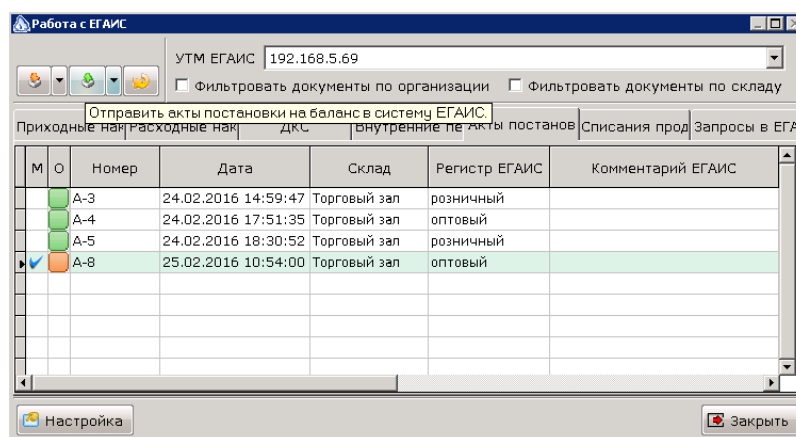 Работа с ЕГАИС
УТМ ЕГАИС 192.168.5.69
Фильтровать документы по организации Фильтровать документы по складу
Отправить акты постановки на баланс в систему ЕГАИС.
Приходные нак Расходные нак ДКС Внутренние пе Акты постанов Списания прод Запросы в ЕГА
М О Номер Дата Склад Регистр ЕГАИС Комментарий ЕГАИС
А-3 24.02.2016 14:59:47 Торговый зал розничный
А-4 24.02.2016 17:51:35 Торговый зал оптовый
А-5 24.02.2016 18:30:52 Торговый зал розничный
А-8 25.02.2016 10:54:00 Торговый зал оптовый
Настройка Закрыть